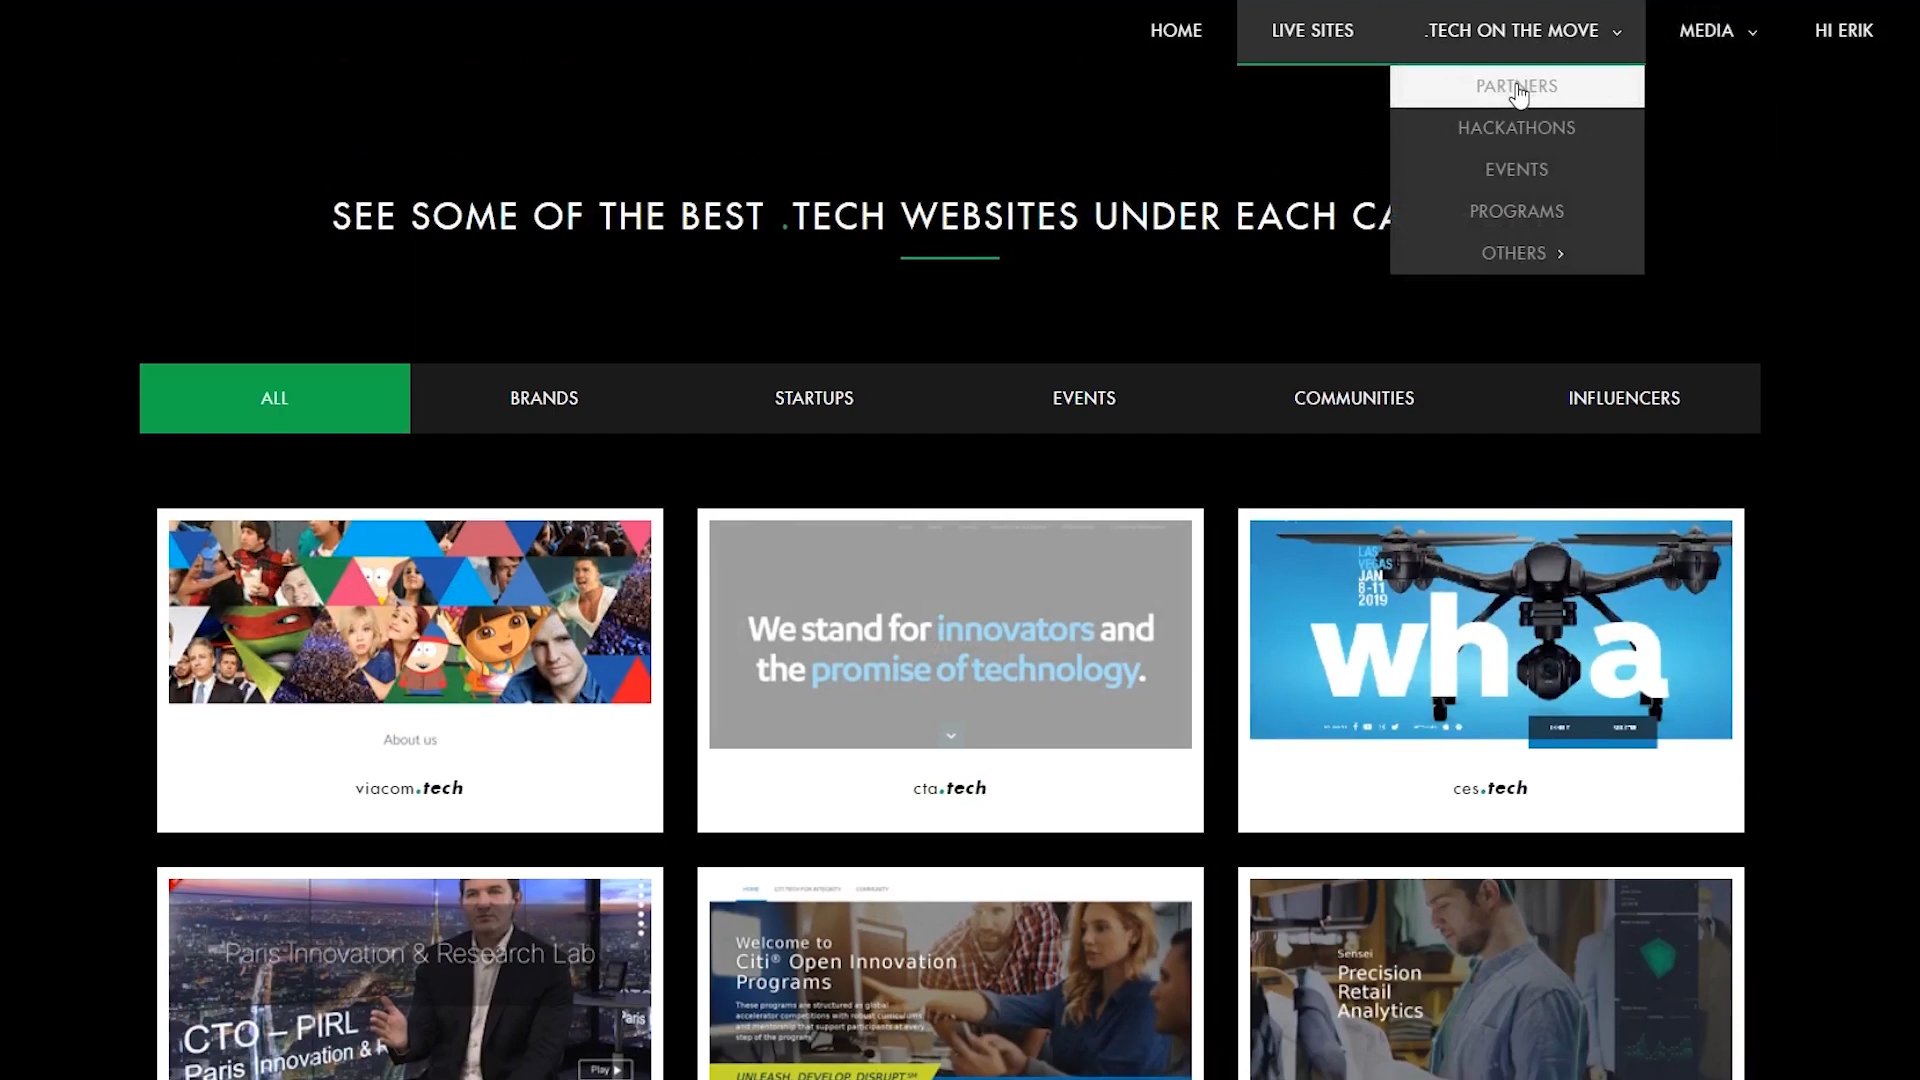 HOME
LIVE SITES
.TECH ON THE MOVE
MEDIA
HI ERIK
PARTNERS
HACKATHONS
EVENTS
PROGRAMS
OTHERS
SEE SOME OF THE BEST .TECH WEBSITES UNDER EACH CA
ALL
BRANDS
STARTUPS
EVENTS
COMMUNITIES
INFLUENCERS
About us
viacom.tech
We stand for innovators and
the promise of technology.
cta.tech
LAS
VEGAS
JAN
8-11
2019
wh a
ces.tech
Paris Innovation & Research Lab
CTO – PIRL
Paris Innovation & R
Paris
Play
HOME
CITI TECH FOR INTEGRITY
COMMUNITY
Welcome to
Citi® Open Innovation
Programs
These programs are structured as global
accelerator competitions with robust curriculums
and mentorship that support participants at every
step of the program
UNLEASH. DEVELOP. DISRUPT.℠
Sensei
Precision
Retail
Analytics